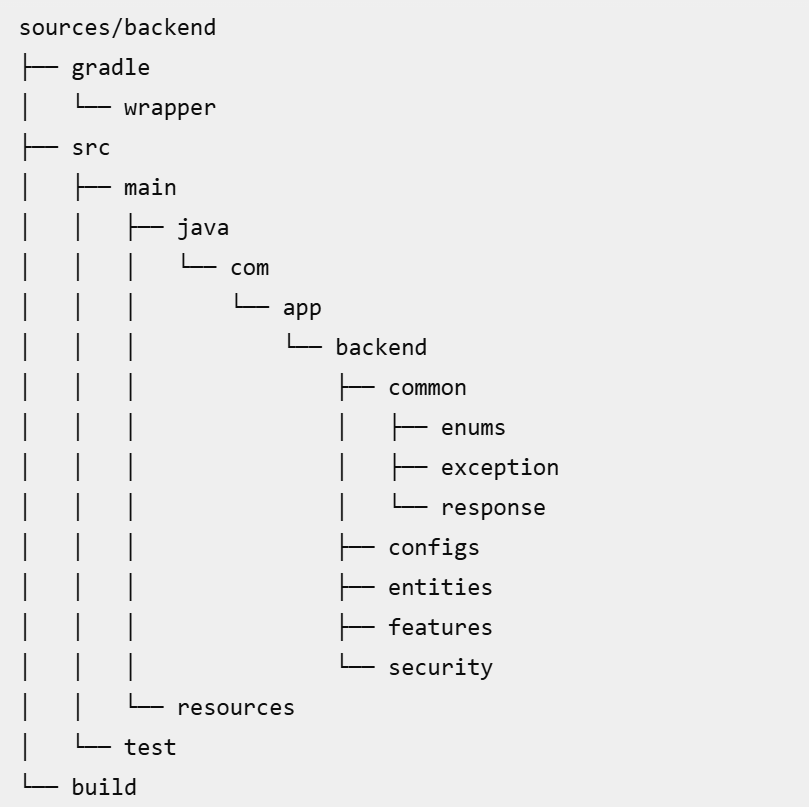 sources/backend
├── gradle
│   └── wrapper
├── src
│   ├── main
│   │   ├── java
│   │   │   └── com
│   │   │       └── app
│   │   │           └── backend
│   │   │               ├── common
│   │   │               │   ├── enums
│   │   │               │   ├── exception
│   │   │               │   └── response
│   │   │               ├── configs
│   │   │               ├── entities
│   │   │               ├── features
│   │   │               └── security
│   │   └── resources
│   └── test
└── build